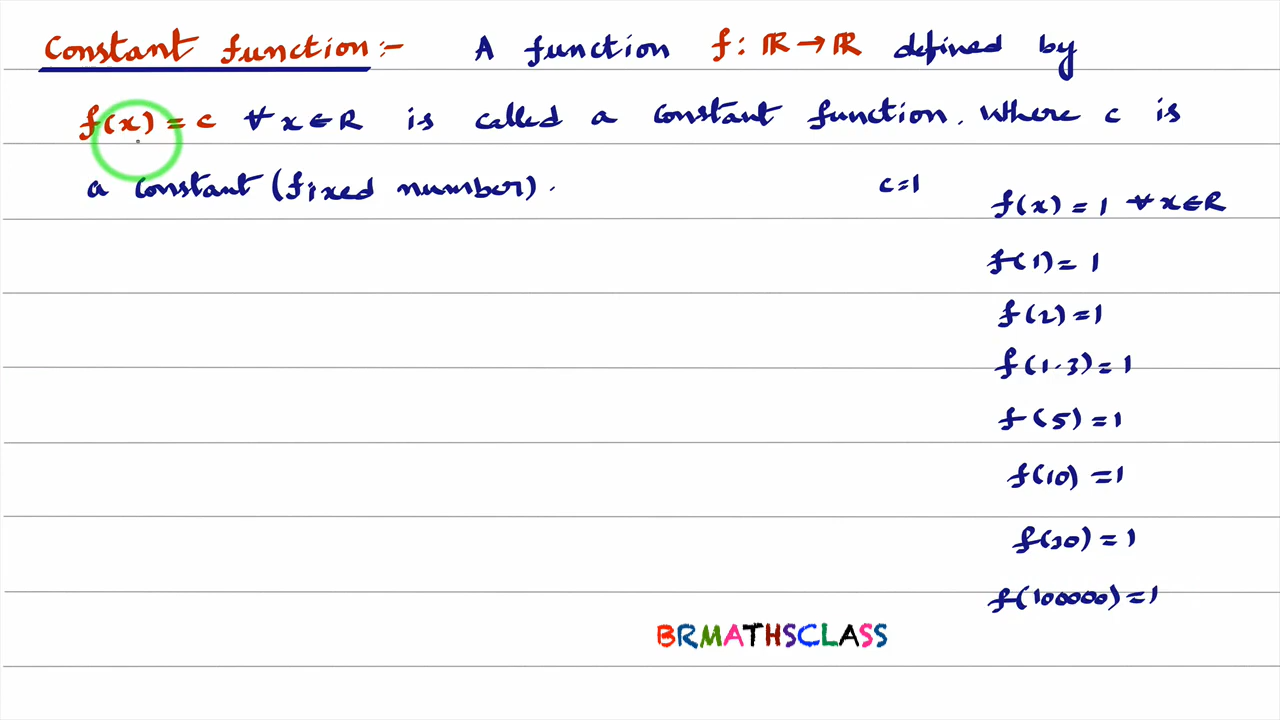 Constant function :- A function f: ℝ → ℝ defined by
f(x) = c ∀ x ∈ R is called a constant function. Where c is
a constant (fixed number).
c=1
f(x) = 1 ∀ x ∈ R
f(1) = 1
f(2) = 1
f(1.3) = 1
f(5) = 1
f(10) = 1
f(30) = 1
f(100000) = 1
BRMATHSCLASS